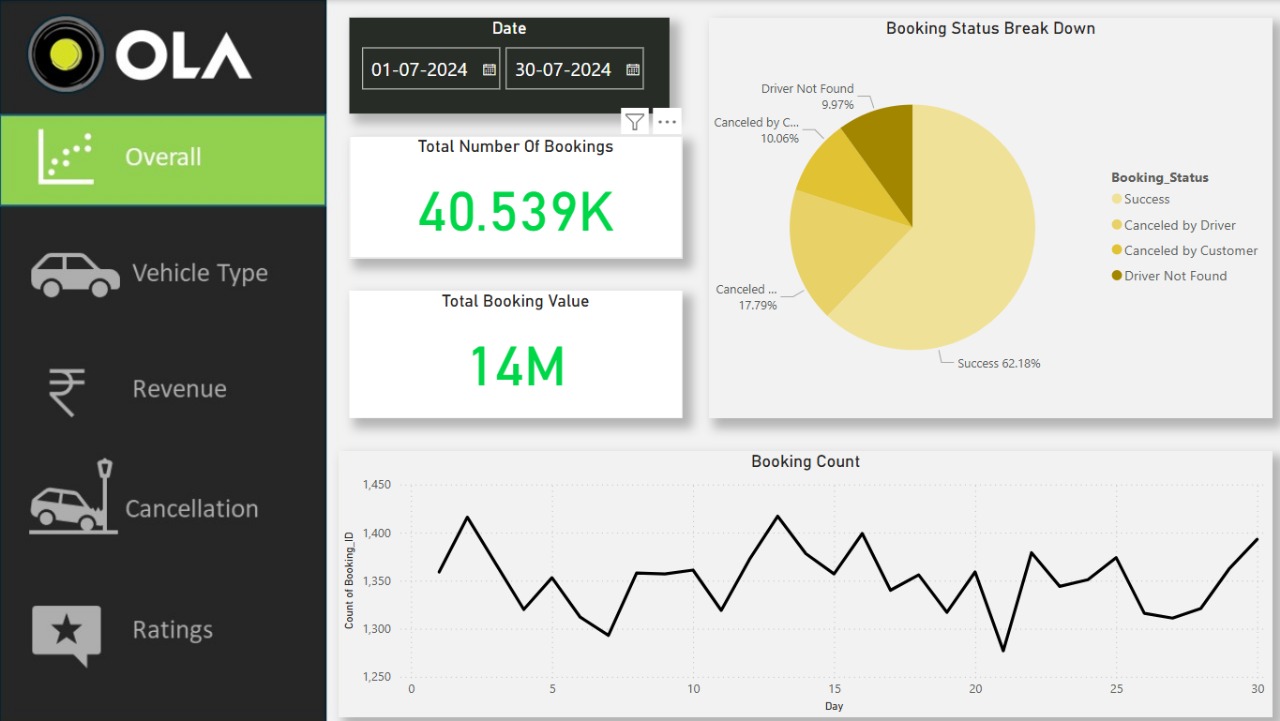 OLA
Overall
Vehicle Type
Revenue
Cancellation
Ratings
Date
01-07-2024
30-07-2024
Total Number Of Bookings
40.539K
Total Booking Value
14M
Booking Status Break Down
Driver Not Found
9.97%
Canceled by C...
10.06%
Canceled ...
17.79%
Success 62.18%
Booking_Status
Success
Canceled by Driver
Canceled by Customer
Driver Not Found
Booking Count
Count of Booking_ID
1,450
1,400
1,350
1,300
1,250
0 5 10 15 20 25 30
Day